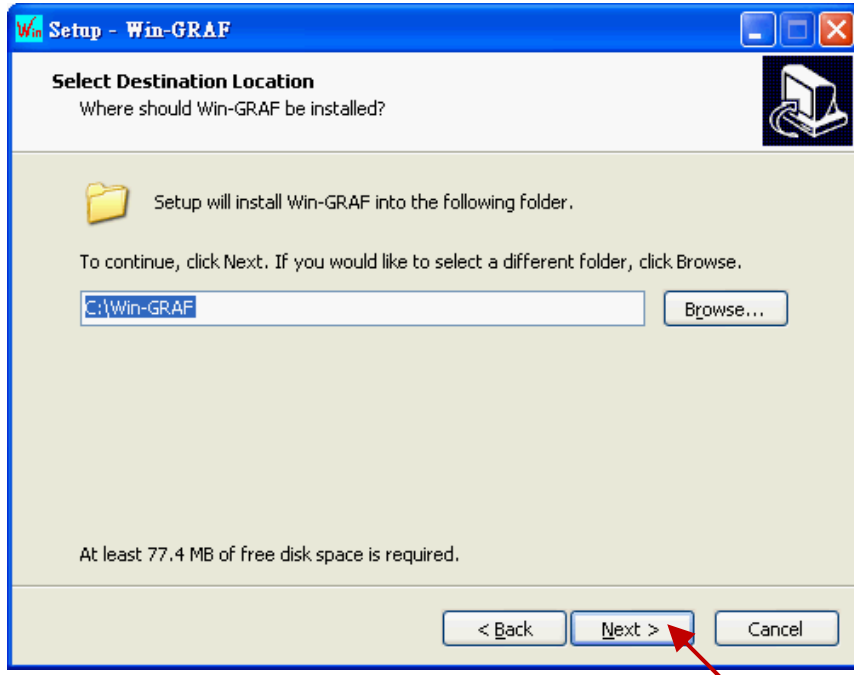 Win Setup - Win-GRAF
Select Destination Location
Where should Win-GRAF be installed?
Setup will install Win-GRAF into the following folder.
To continue, click Next. If you would like to select a different folder, click Browse.
C:\Win-GRAF
Browse...
At least 77.4 MB of free disk space is required.
< Back Next > Cancel